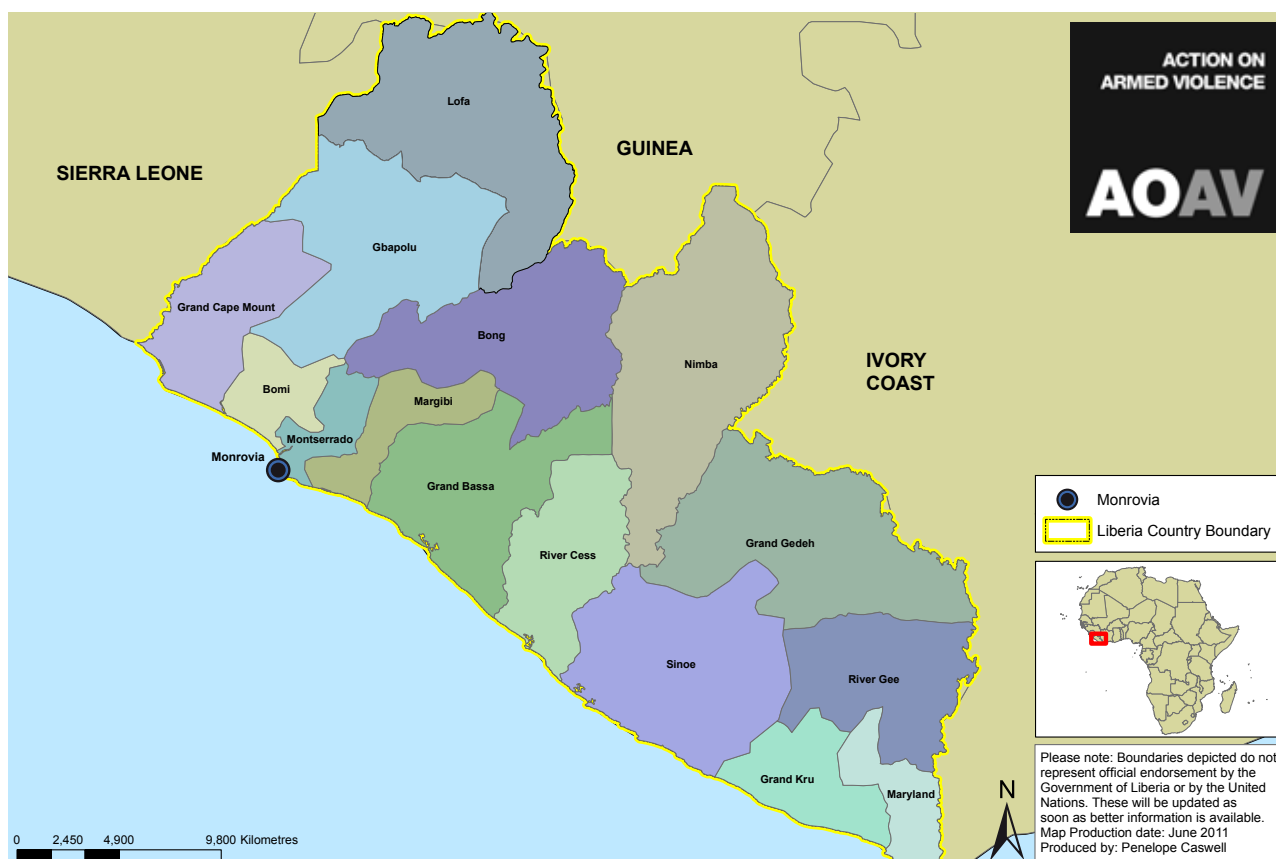 ACTION ON
ARMED VIOLENCE
AOAV
Lofa
GUINEA
SIERRA LEONE
Gbapolu
Grand Cape Mount
Bong
Nimba
IVORY
COAST
Bomi
Margibi
Montserrado
Monrovia
Grand Bassa
River Cess
Grand Gedeh
Sinoe
River Gee
Grand Kru
Maryland
Monrovia
Liberia Country Boundary
N
0 2,450 4,900 9,800 Kilometres
Please note: Boundaries depicted do not
represent official endorsement by the
Government of Liberia or by the United
Nations. These will be updated as
soon as better information is available.
Map Production date: June 2011
Produced by: Penelope Caswell